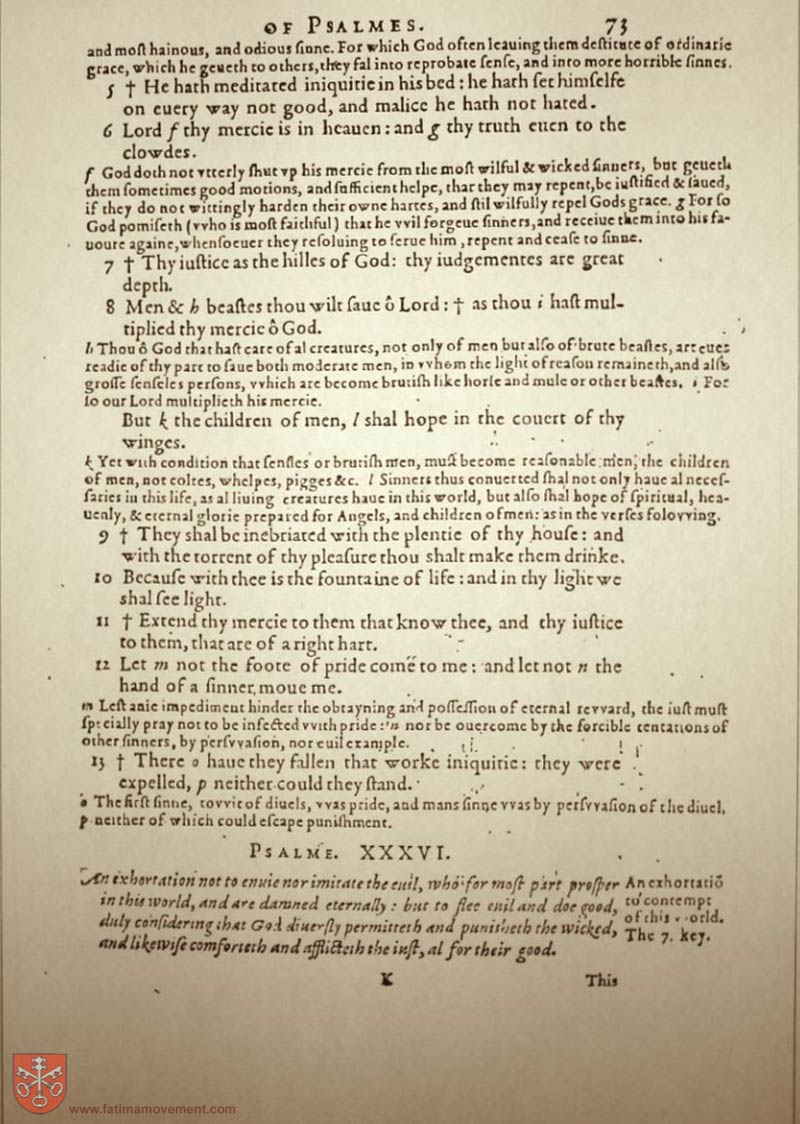 OF PSALMES. 73
and most hainous, and odious sinne. For which God often leauing them destitute of ordinarie
grace, which he geueth to others, they fal into reprobate sense, and into more horrible sinnes.
5 † He hath meditated iniquitie in his bed: he hath set himselfe
on euery way not good, and malice he hath not hated.
6 Lord f thy mercie is in heauen: and g thy truth euen to the
clowdes.
f God doth not vtterly shut vp his mercie from the most wilful & wicked sinners, but geueth
them sometimes good motions, and sufficient helpe, that they may repent, be iustified & saued,
if they do not wittingly harden their owne hartes, and stil wilfully repel Gods grace. g For so
God pomiseth (vvho is most faithful) that he vvil forgeue sinners, and receiue them into his fa-
uoure againe, whensoeuer they resoluing to serue him, repent and cease to sinne.
7 † Thy iustice as the hilles of God: thy iudgementes are great
depth.
8 Men & h beastes thou wilt saue ô Lord: † as thou i hast mul-
tiplied thy mercie ô God.
h Thou ô God that hast care of al creatures, not only of men but also of brute beastes, art euer
readie of thy part to saue both moderate men, in vvhom the light of reason remaineth, and also
grosse senseles persons, vvhich are become brutish like horse and mule or other beastes. i For
so our Lord multiplieth his mercie.
But k the children of men, l shal hope in the couert of thy
winges.
k Yet with condition that sensles or brutish men, must become reasonable men; the children
of men, not coltes, whelpes, pigges &c. l Sinners thus conuerted shal not only haue al neces-
saries in this life, as al liuing creatures haue in this world, but also shal hope of spiritual, hea-
uenly, & eternal glorie prepared for Angels, and children of men: as in the verses folovving.
9 † They shal be inebriated with the plentie of thy house: and
with the torrent of thy pleasure thou shalt make them drinke.
10 Because with thee is the fountaine of life: and in thy light we
shal see light.
11 † Extend thy mercie to them that know thee, and thy iustice
to them, that are of a right hart.
12 Let m not the foote of pride come to me: and let not n the
hand of a sinner moue me.
m Lest anie impediment hinder the obtayning and possession of eternal revvard, the iust must
specially pray not to be infected vvith pride: n nor be ouercome by the forcible tentations of
other sinners, by persvvasion, nor euil example.
13 † There o haue they fallen that worke iniquitie: they were
expelled, p neither could they stand.
o The first sinne, tovvit of diuels, vvas pride, and mans sinne vvas by persvvasion of the diuel.
p neither of which could escape punishment.
PSALME. XXXVI.
An exhortation not to enuie nor imitate the euil, who for most part prosper
in this world, and are damned eternally: but to flee euil and doe good,
duly considering that God diuersly permitteth and punisheth the wicked,
and likewise comforteth and afflicteth the iust, al for their good.
An exhortatiõ
to contempt
of this world.
The 7. key.
K This
www.fatimamovement.com